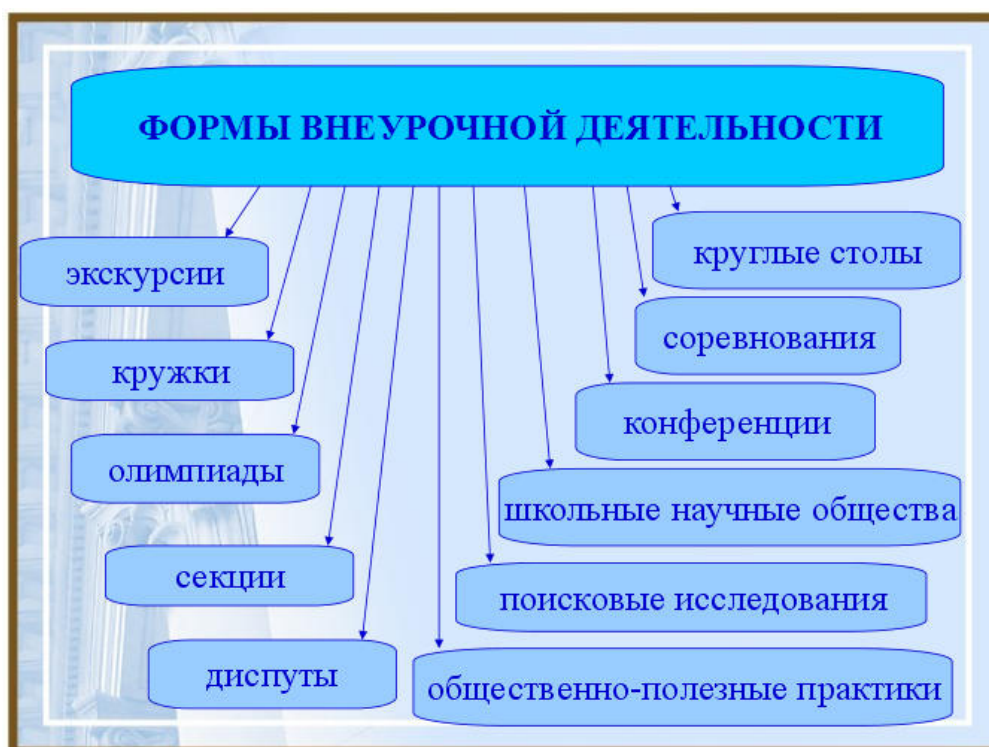 ФОРМЫ ВНЕУРОЧНОЙ ДЕЯТЕЛЬНОСТИ
экскурсии
кружки
олимпиады
секции
диспуты
круглые столы
соревнования
конференции
школьные научные общества
поисковые исследования
общественно-полезные практики